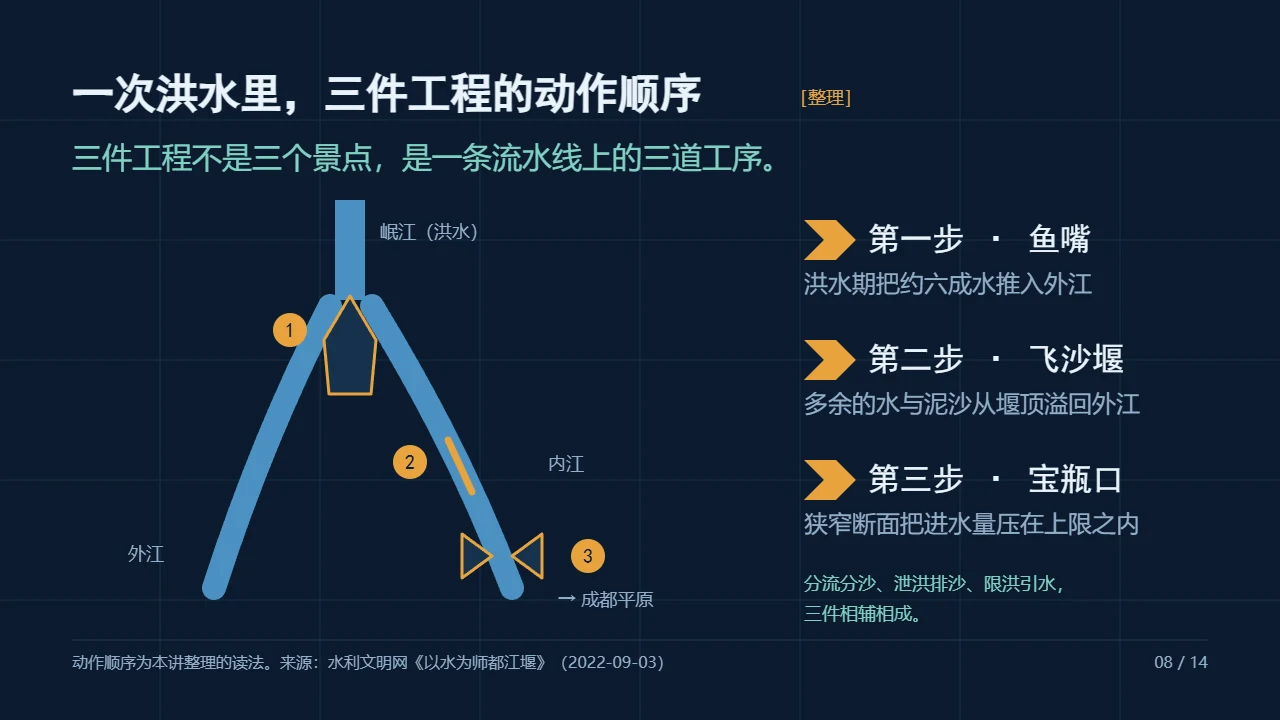 一次洪水里，三件工程的动作顺序
[整理]
三件工程不是三个景点，是一条流水线上的三道工序。
岷江（洪水）
1
2
内江
外江
3
→ 成都平原
第一步 · 鱼嘴
洪水期把约六成水推入外江
第二步 · 飞沙堰
多余的水与泥沙从堰顶溢回外江
第三步 · 宝瓶口
狭窄断面把进水量压在上限之内
分流分沙、泄洪排沙、限洪引水，
三件相辅相成。
动作顺序为本讲整理的读法。来源：水利文明网《以水为师都江堰》（2022-09-03）
08 / 14